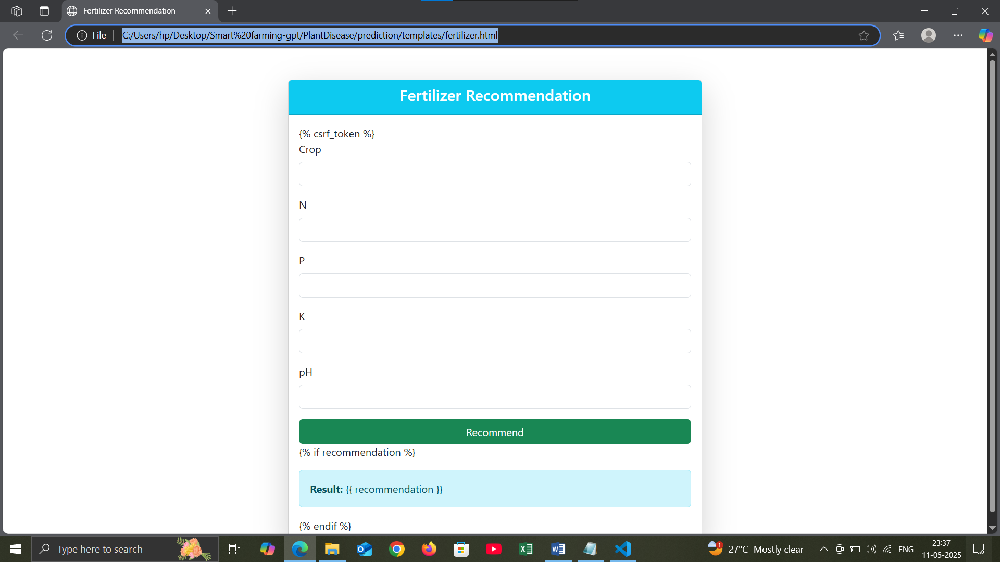 Fertilizer Recommendation
File
C:/Users/hp/Desktop/Smart%20farming-gpt/PlantDisease/prediction/templates/fertilizer.html
Fertilizer Recommendation
{% csrf_token %}
Crop
N
P
K
pH
Recommend
{% if recommendation %}
Result: {{ recommendation }}
{% endif %}
Type here to search
1
27°C Mostly clear
ENG
23:37
11-05-2025